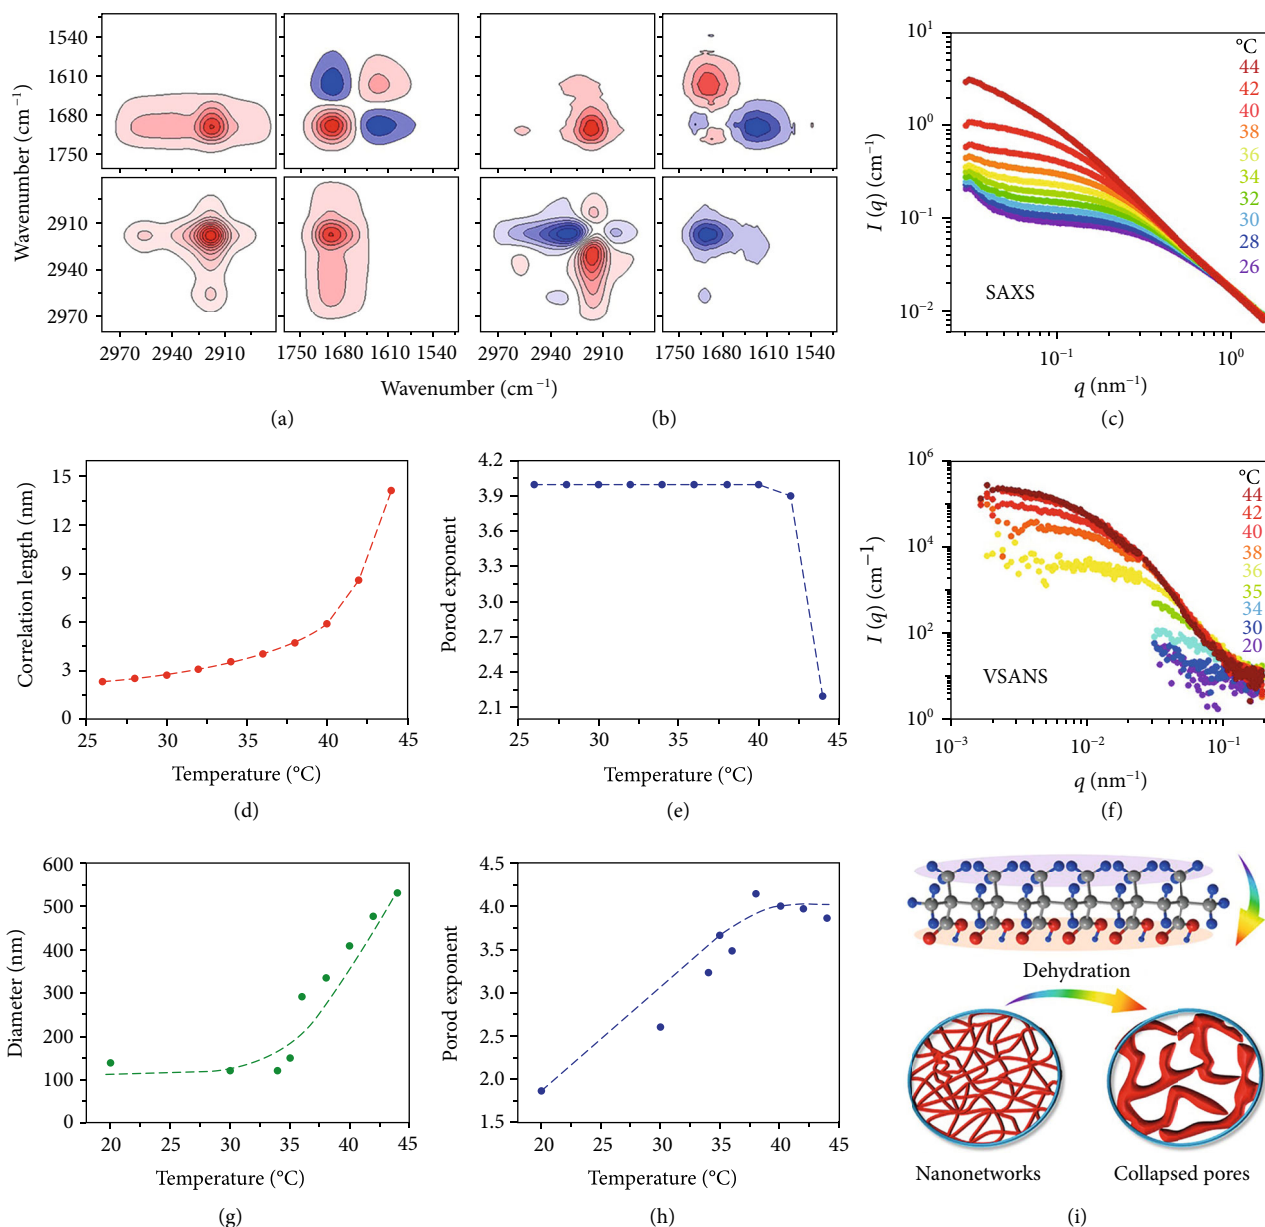 Wavenumber (cm⁻¹)
1540
1610
1680
1750
2910
2940
2970
2970 2940 2910
1750 1680 1610 1540
2970 2940 2910
1750 1680 1610 1540
Wavenumber (cm⁻¹)
(a)
(b)
I (q) (cm⁻¹)
10¹
10⁰
10⁻¹
10⁻²
°C
44
42
40
38
36
34
32
30
28
26
SAXS
10⁻¹ 10⁰
q (nm⁻¹)
(c)
Correlation length (nm)
15
12
9
6
3
0
25 30 35 40 45
Temperature (°C)
(d)
Porod exponent
4.2
3.9
3.6
3.3
3.0
2.7
2.4
2.1
25 30 35 40 45
Temperature (°C)
(e)
I (q) (cm⁻¹)
10⁶
10⁴
10²
10⁰
°C
44
42
40
38
36
35
34
30
20
VSANS
10⁻³ 10⁻² 10⁻¹
q (nm⁻¹)
(f)
Diameter (nm)
600
500
400
300
200
100
0
20 25 30 35 40 45
Temperature (°C)
(g)
Porod exponent
4.5
4.0
3.5
3.0
2.5
2.0
1.5
20 25 30 35 40 45
Temperature (°C)
(h)
Dehydration
Nanonetworks
Collapsed pores
(i)